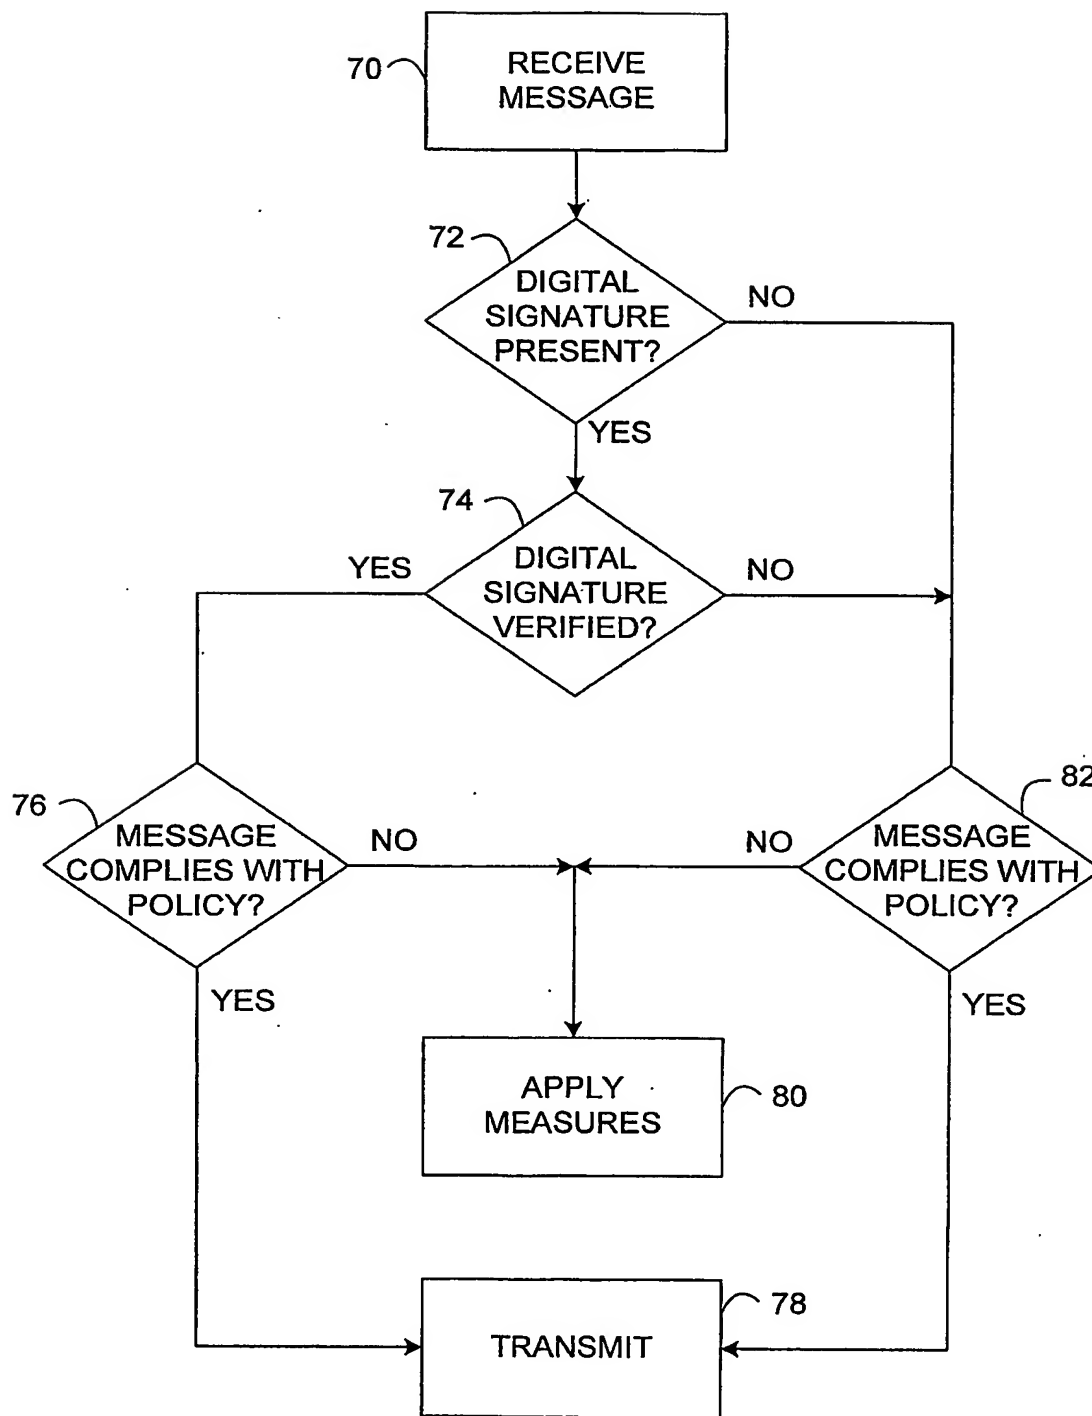 70
RECEIVE
MESSAGE
72
DIGITAL
SIGNATURE
PRESENT?
NO
YES
74
YES
DIGITAL
SIGNATURE
VERIFIED?
NO
76
MESSAGE
COMPLIES WITH
POLICY?
NO
YES
82
NO
MESSAGE
COMPLIES WITH
POLICY?
YES
APPLY
MEASURES
80
TRANSMIT
78